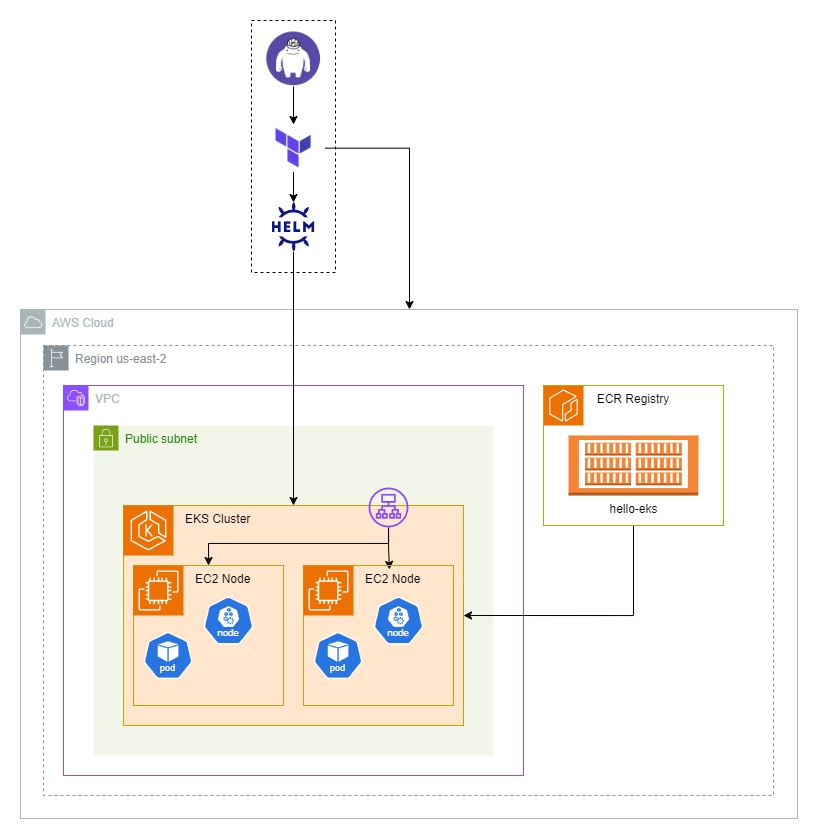 HELM
AWS Cloud
Region us-east-2
VPC
ECR Registry
Public subnet
hello-eks
EKS Cluster
EC2 Node
EC2 Node
node
node
pod
pod